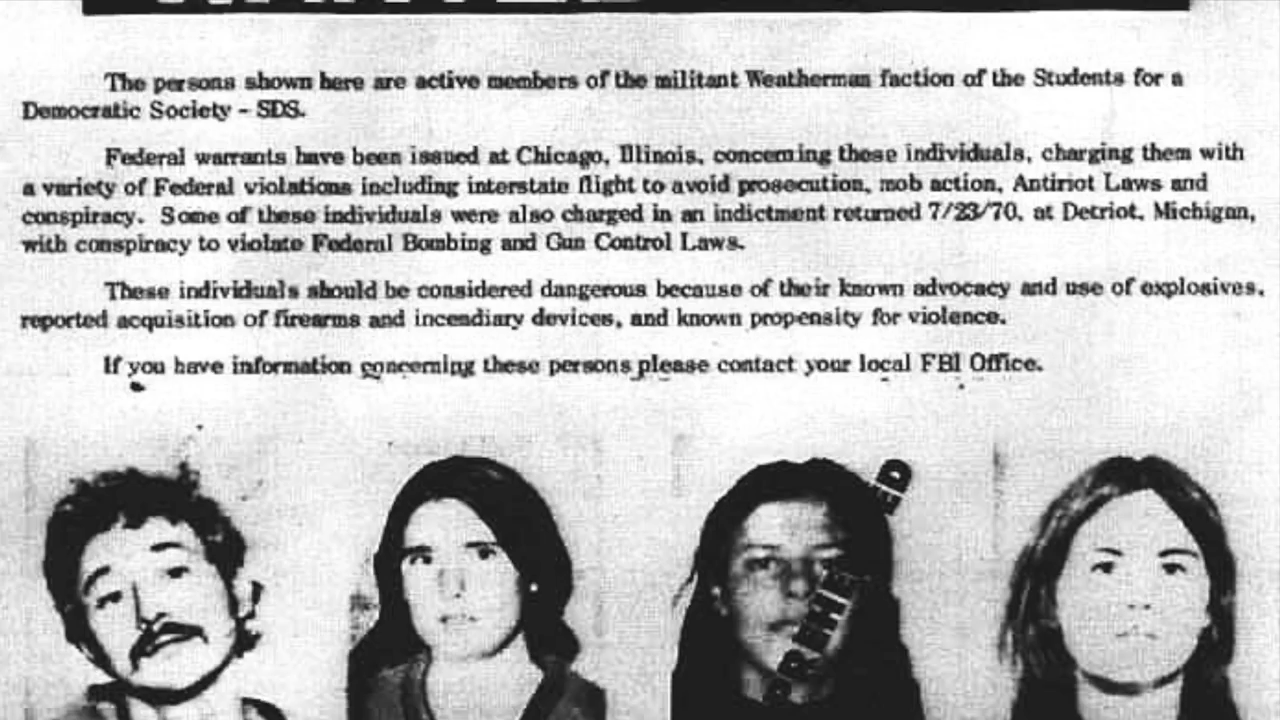 The persons shown here are active members of the militant Weatherman faction of the Students for a
Democratic Society - SDS.
Federal warrants have been issued at Chicago, Illinois, concerning these individuals, charging them with
a variety of Federal violations including interstate flight to avoid prosecution, mob action, Antiriot Laws and
conspiracy. Some of these individuals were also charged in an indictment returned 7/23/70, at Detriot, Michigan,
with conspiracy to violate Federal Bombing and Gun Control Laws.
These individuals should be considered dangerous because of their known advocacy and use of explosives,
reported acquisition of firearms and incendiary devices, and known propensity for violence.
If you have information concerning these persons please contact your local FBI Office.